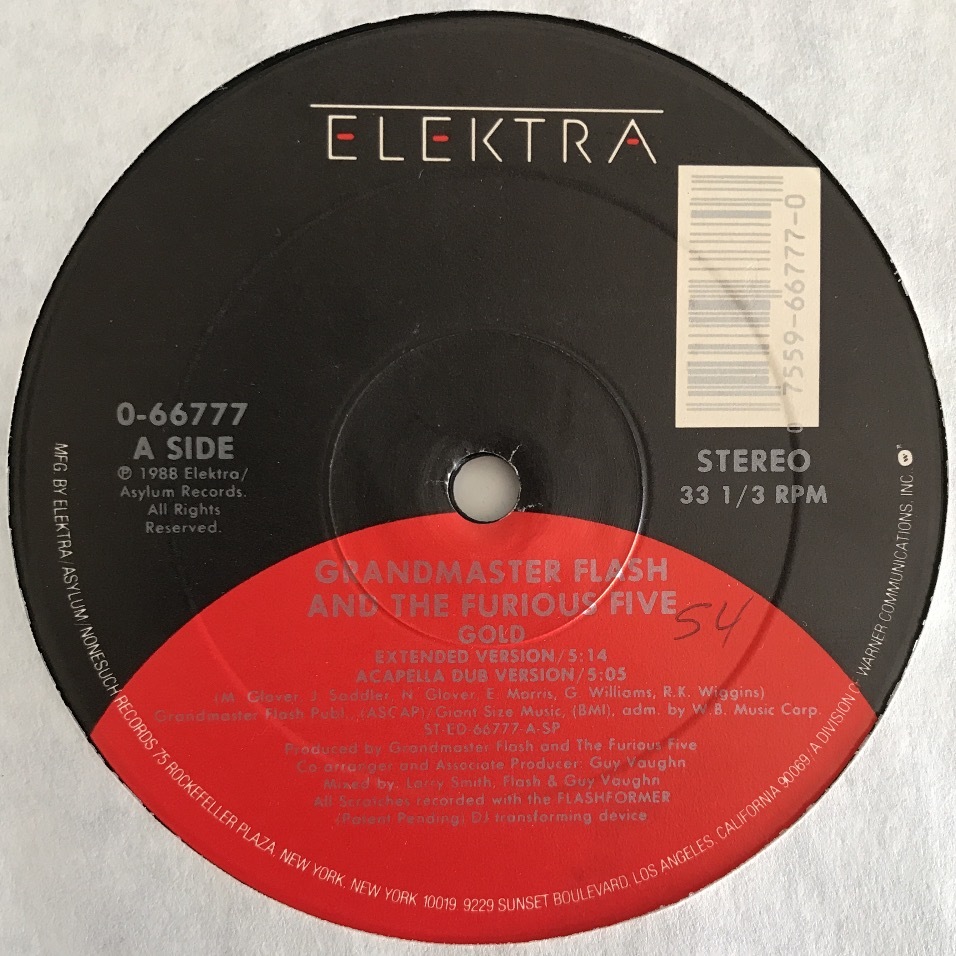 ELEKTRA
0 7559-66777-0
0-66777
A SIDE
℗ 1988 Elektra/
Asylum Records.
All Rights
Reserved.
STEREO
33 1/3 RPM
GRANDMASTER FLASH
AND THE FURIOUS FIVE
54
GOLD
EXTENDED VERSION/5:14
ACAPELLA DUB VERSION/5:05
(M. Glover, J. Saddler, N. Glover, E. Morris, G. Williams, R.K. Wiggins)
Grandmaster Flash Publ., (ASCAP)/Giant Size Music, (BMI), adm. by W.B. Music Corp.
ST-ED-66777-A-SP
Produced by Grandmaster Flash and The Furious Five
Co-arranger and Associate Producer: Guy Vaughn
Mixed by: Larry Smith, Flash & Guy Vaughn
All Scratches recorded with the FLASHFORMER
(Patent Pending) DJ transforming device
MFG. BY ELEKTRA/ASYLUM/NONESUCH RECORDS 75 ROCKEFELLER PLAZA, NEW YORK, NEW YORK 10019 9229 SUNSET BOULEVARD, LOS ANGELES, CALIFORNIA 90069/A DIVISION OF WARNER COMMUNICATIONS, INC.